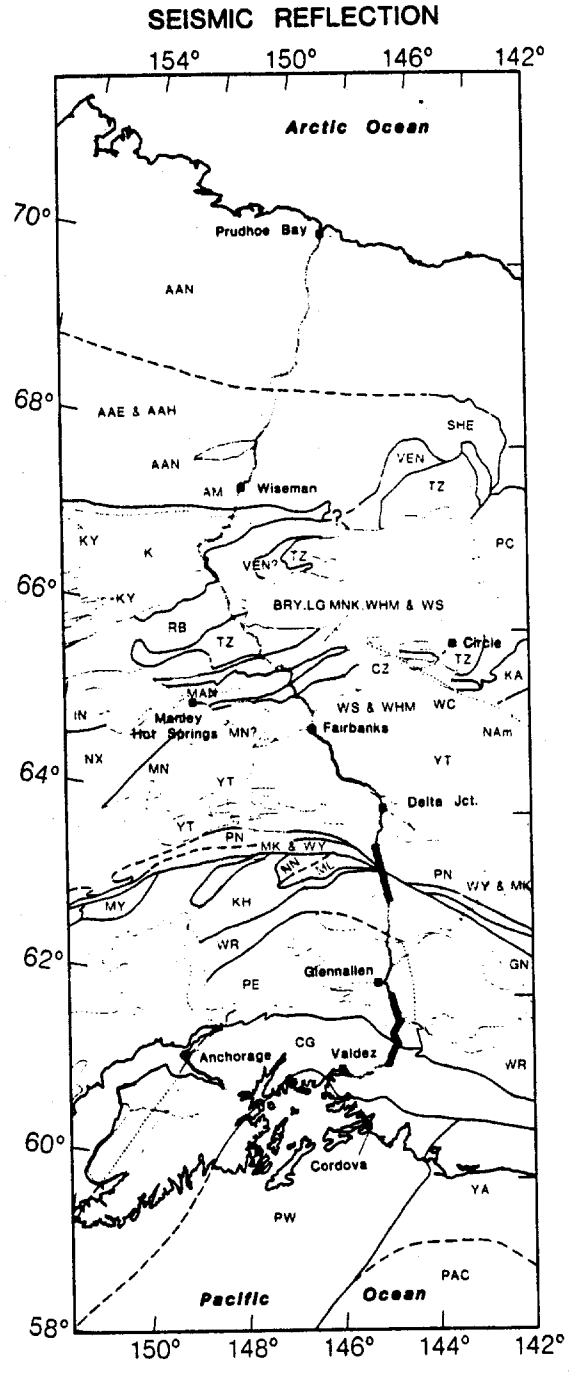 SEISMIC REFLECTION
154° 150° 146° 142°
Arctic Ocean
70°
Prudhoe Bay
AAN
68°
AAE & AAH
SHE
AAN
VEN
TZ
AM
Wiseman
?
KY
K
PC
VEN?
TZ
66°
KY
BRY.LG MNK.WHM & WS
RB
TZ
Circle
CZ
TZ
KA
MAN
WS & WHM
WC
IN
Manley
Hot Springs
MN?
Fairbanks
NAm
NX
MN
YT
64°
YT
Delta Jct.
YT
PN
MK & WY
NN
ML
PN
WY & MK
MY
KH
WR
62°
GN
Glennallen
PE
CG
Anchorage
Valdez
WR
60°
Cordova
YA
PW
PAC
Pacific Ocean
58°
150° 148° 146° 144° 142°